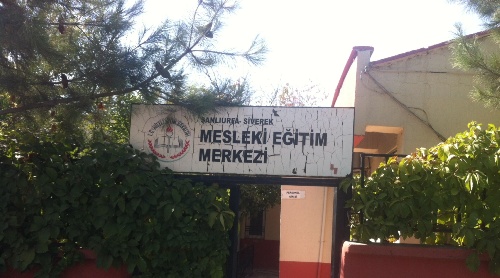 ŞANLIURFA- SİVEREK
MESLEKİ EĞİTİM
MERKEZİ